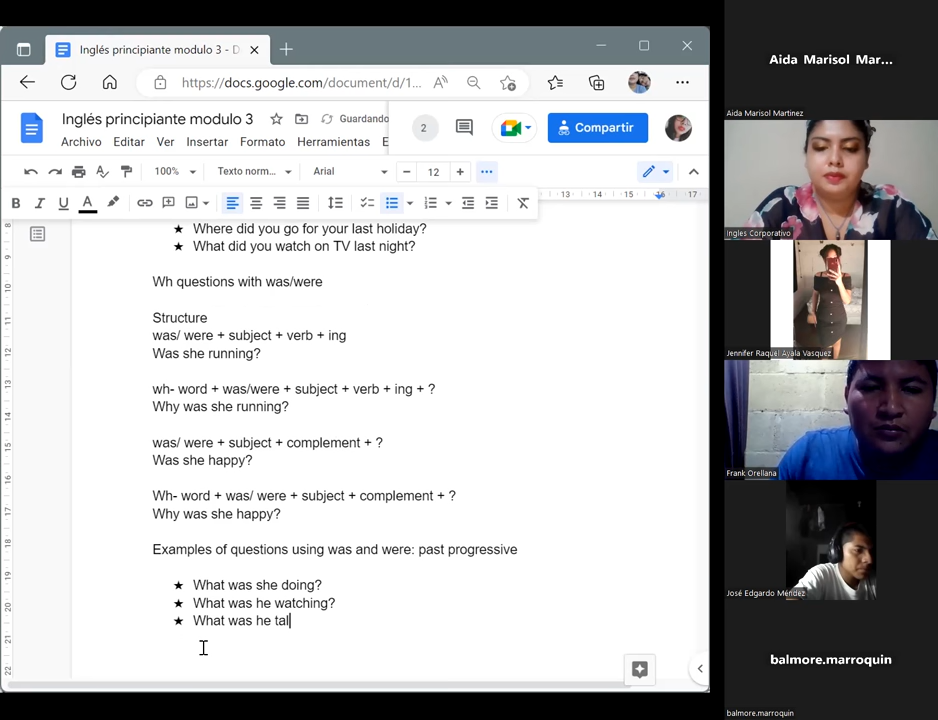 Inglés principiante modulo 3 - D
https://docs.google.com/document/d/1...
Inglés principiante modulo 3
Guardando
2
Compartir
Archivo Editar Ver Insertar Formato Herramientas E
100% Texto norm... Arial 12
13 14 15 16 17
★ Where did you go for your last holiday?
★ What did you watch on TV last night?
Wh questions with was/were
Structure
was/ were + subject + verb + ing
Was she running?
wh- word + was/were + subject + verb + ing + ?
Why was she running?
was/ were + subject + complement + ?
Was she happy?
Wh- word + was/ were + subject + complement + ?
Why was she happy?
Examples of questions using was and were: past progressive
★ What was she doing?
★ What was he watching?
★ What was he tal
Aida Marisol Mar...
Aida Marisol Martinez
Ingles Corporativo
Jennifer Raquel Ayala Vasquez
Frank Orellana
José Edgardo Méndez
balmore.marroquin
balmore.marroquin